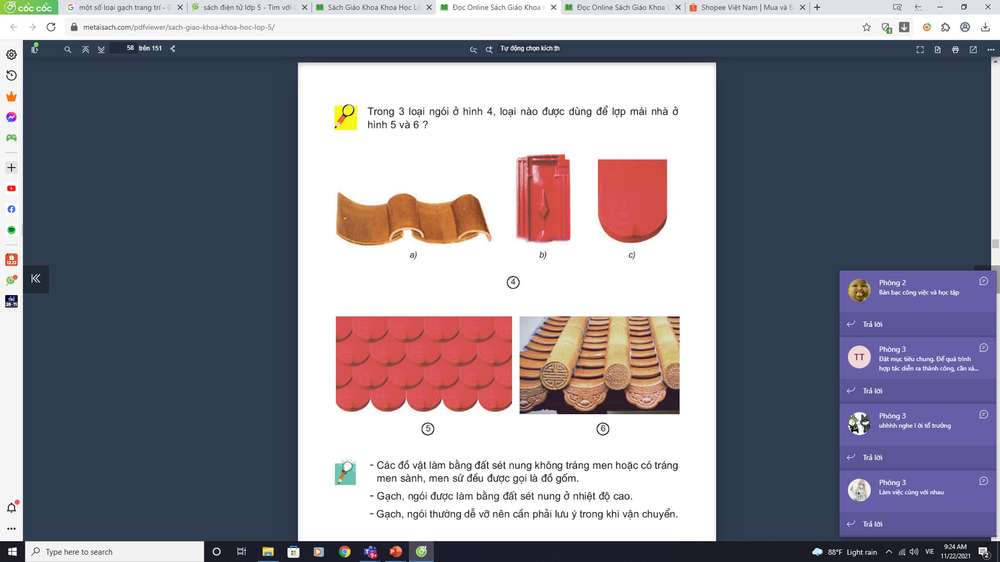 cốc cốc
một số loại gạch trang trí - G
sách điện tử lớp 5 - Tìm với C
Sách Giáo Khoa Khoa Học Lớ
Đọc Online Sách Giáo Khoa K
Đọc Online Sách Giáo Khoa L
Shopee Việt Nam | Mua và B
metaisach.com/pdfviewer/sach-giao-khoa-khoa-hoc-lop-5/
1
58 trên 151
Tự động chọn kích th
Trong 3 loại ngói ở hình 4, loại nào được dùng để lợp mái nhà ở
hình 5 và 6 ?
a)
b)
c)
4
5
6
- Các đồ vật làm bằng đất sét nung không tráng men hoặc có tráng
men sành, men sứ đều được gọi là đồ gốm.
- Gạch, ngói được làm bằng đất sét nung ở nhiệt độ cao.
- Gạch, ngói thường dễ vỡ nên cần phải lưu ý trong khi vận chuyển.
12.12
TIKI
26-11
Phòng 2
Bàn bạc công việc và học tập
Trả lời
TT
Phòng 3
Đặt mục tiêu chung. Để quá trình
hợp tác diễn ra thành công, cần xá...
Trả lời
Phòng 3
uhhhh nghe l ời tổ trưởng
Trả lời
Phòng 3
Làm việc cùng với nhau
Trả lời
Type here to search
9+
88°F Light rain
VIE
9:24 AM
11/22/2021
2